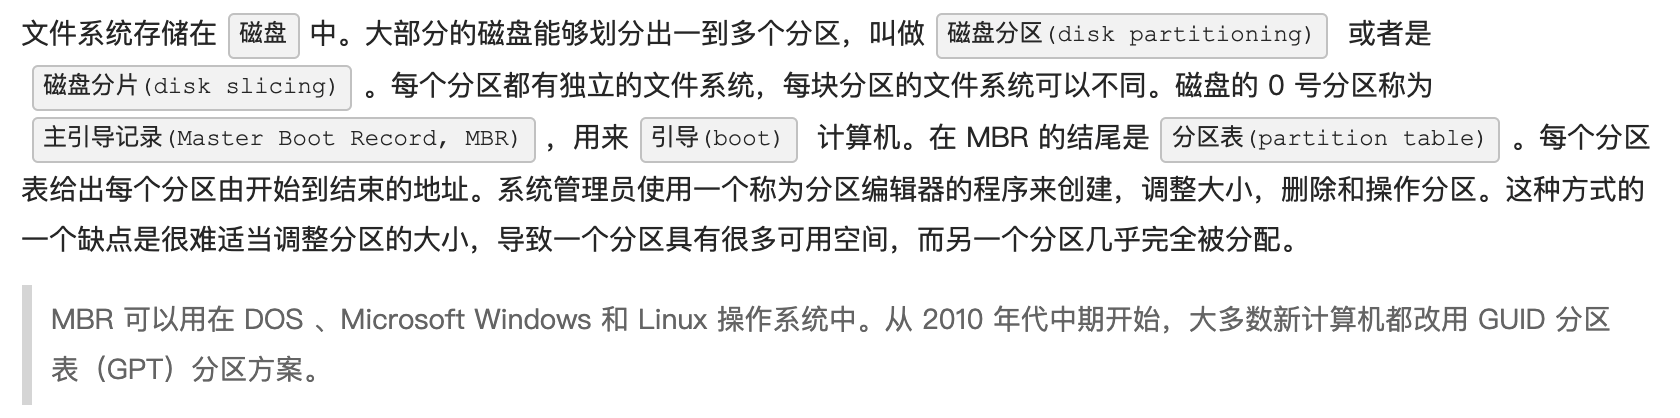 文件系统存储在 磁盘 中。大部分的磁盘能够划分出一到多个分区，叫做 磁盘分区(disk partitioning) 或者是
磁盘分片(disk slicing) 。每个分区都有独立的文件系统，每块分区的文件系统可以不同。磁盘的 0 号分区称为
主引导记录(Master Boot Record, MBR) ，用来 引导(boot) 计算机。在 MBR 的结尾是 分区表(partition table) 。每个分区
表给出每个分区由开始到结束的地址。系统管理员使用一个称为分区编辑器的程序来创建，调整大小，删除和操作分区。这种方式的
一个缺点是很难适当调整分区的大小，导致一个分区具有很多可用空间，而另一个分区几乎完全被分配。
MBR 可以用在 DOS 、Microsoft Windows 和 Linux 操作系统中。从 2010 年代中期开始，大多数新计算机都改用 GUID 分区
表（GPT）分区方案。